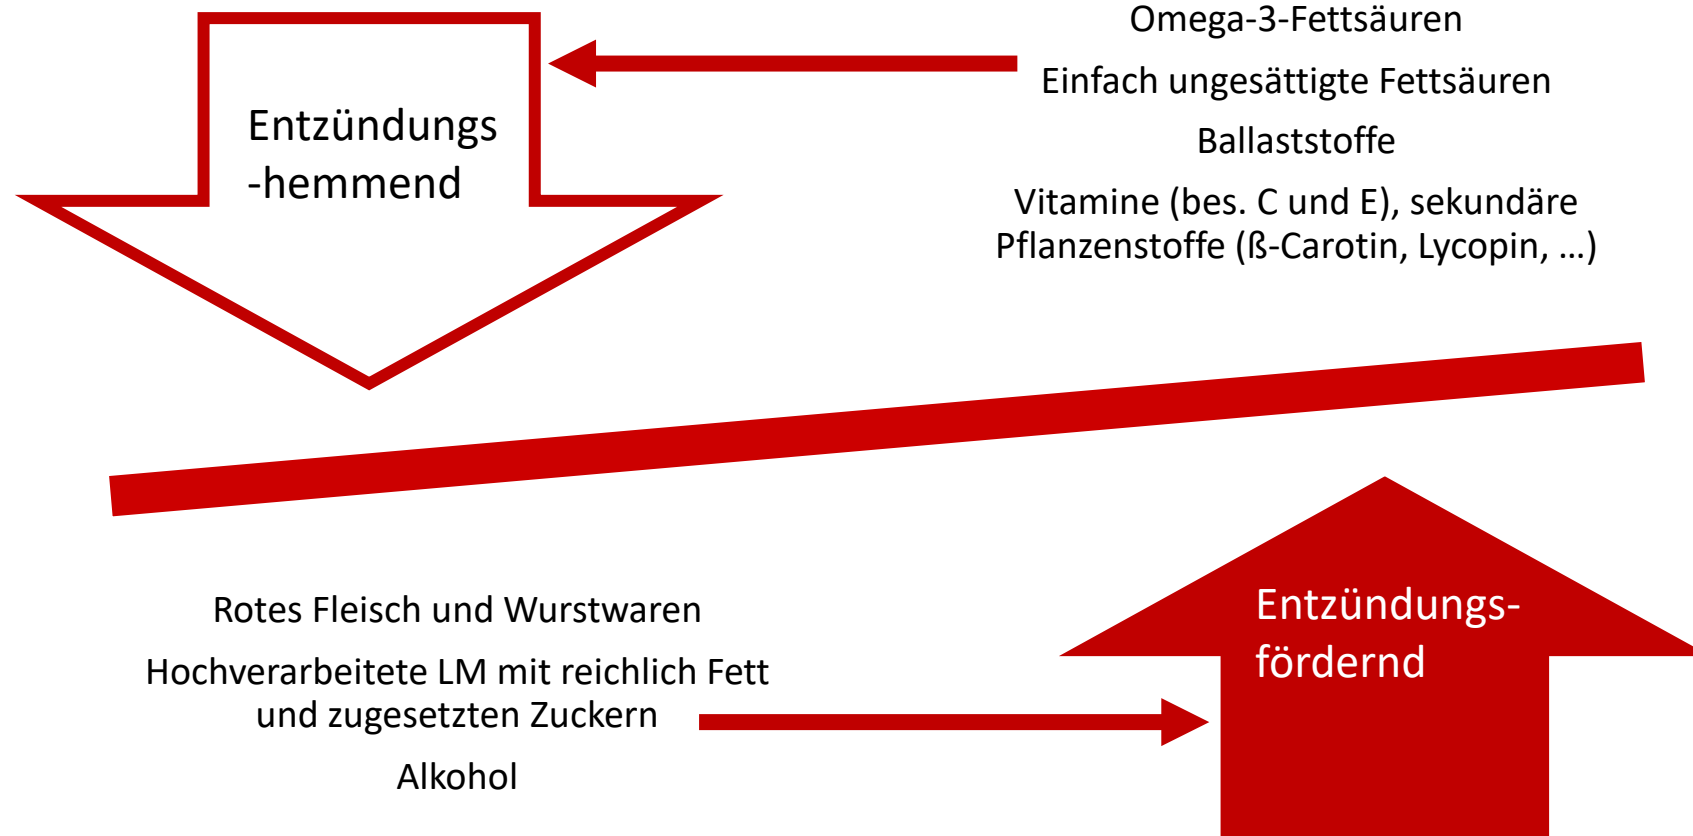 Entzündungs
-hemmend
Omega-3-Fettsäuren
Einfach ungesättigte Fettsäuren
Ballaststoffe
Vitamine (bes. C und E), sekundäre
Pflanzenstoffe (ß-Carotin, Lycopin, …)
Rotes Fleisch und Wurstwaren
Hochverarbeitete LM mit reichlich Fett
und zugesetzten Zuckern
Alkohol
Entzündungs-
fördernd